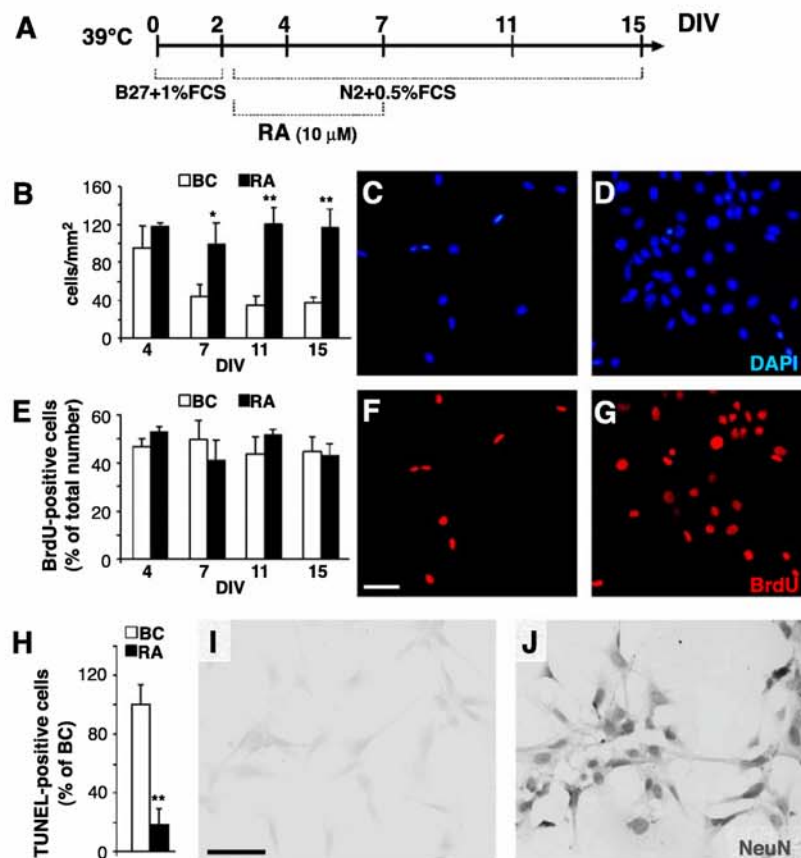 A
39°C
0 2 4 7 11 15 DIV
B27+1%FCS
N2+0.5%FCS
RA (10 μM)
B
BC RA
cells/mm²
160
120
80
40
0
* ** **
4 7 11 15
DIV
C
D
DAPI
E
BC RA
BrdU-positive cells
(% of total number)
60
40
20
0
4 7 11 15
DIV
F
G
BrdU
H
BC
RA
TUNEL-positive cells
(% of BC)
120
80
40
0
**
I
J
NeuN